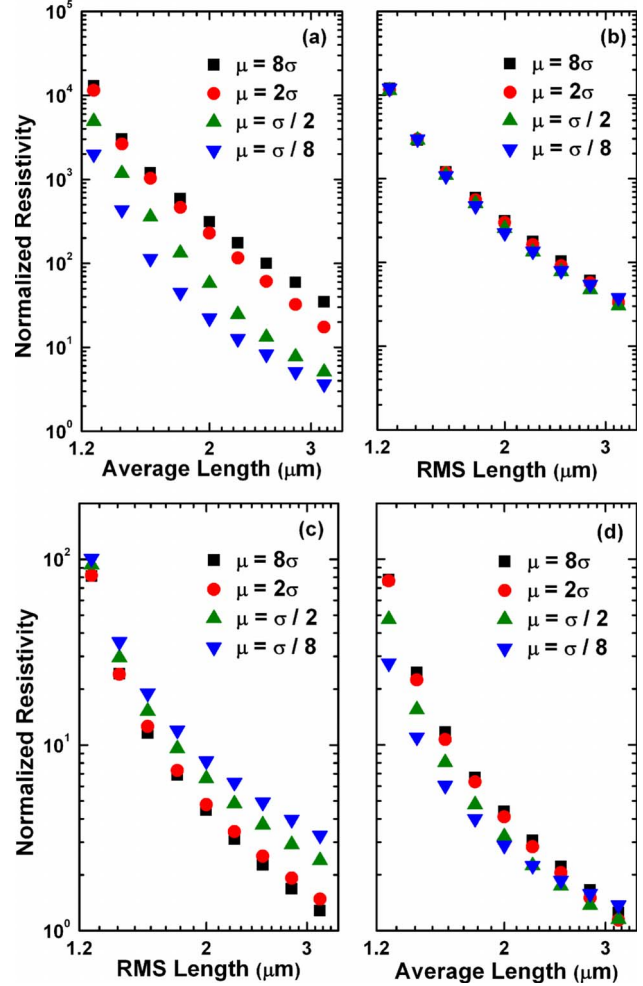 10^5
(a)
μ = 8σ
μ = 2σ
μ = σ / 2
μ = σ / 8
10^4
10^3
10^2
10^1
10^0
Normalized Resistivity
1.2
2
3
Average Length (μm)
(b)
μ = 8σ
μ = 2σ
μ = σ / 2
μ = σ / 8
1.2
2
3
RMS Length (μm)
(c)
μ = 8σ
μ = 2σ
μ = σ / 2
μ = σ / 8
10^2
10^1
10^0
Normalized Resistivity
1.2
2
3
RMS Length (μm)
(d)
μ = 8σ
μ = 2σ
μ = σ / 2
μ = σ / 8
1.2
2
3
Average Length (μm)